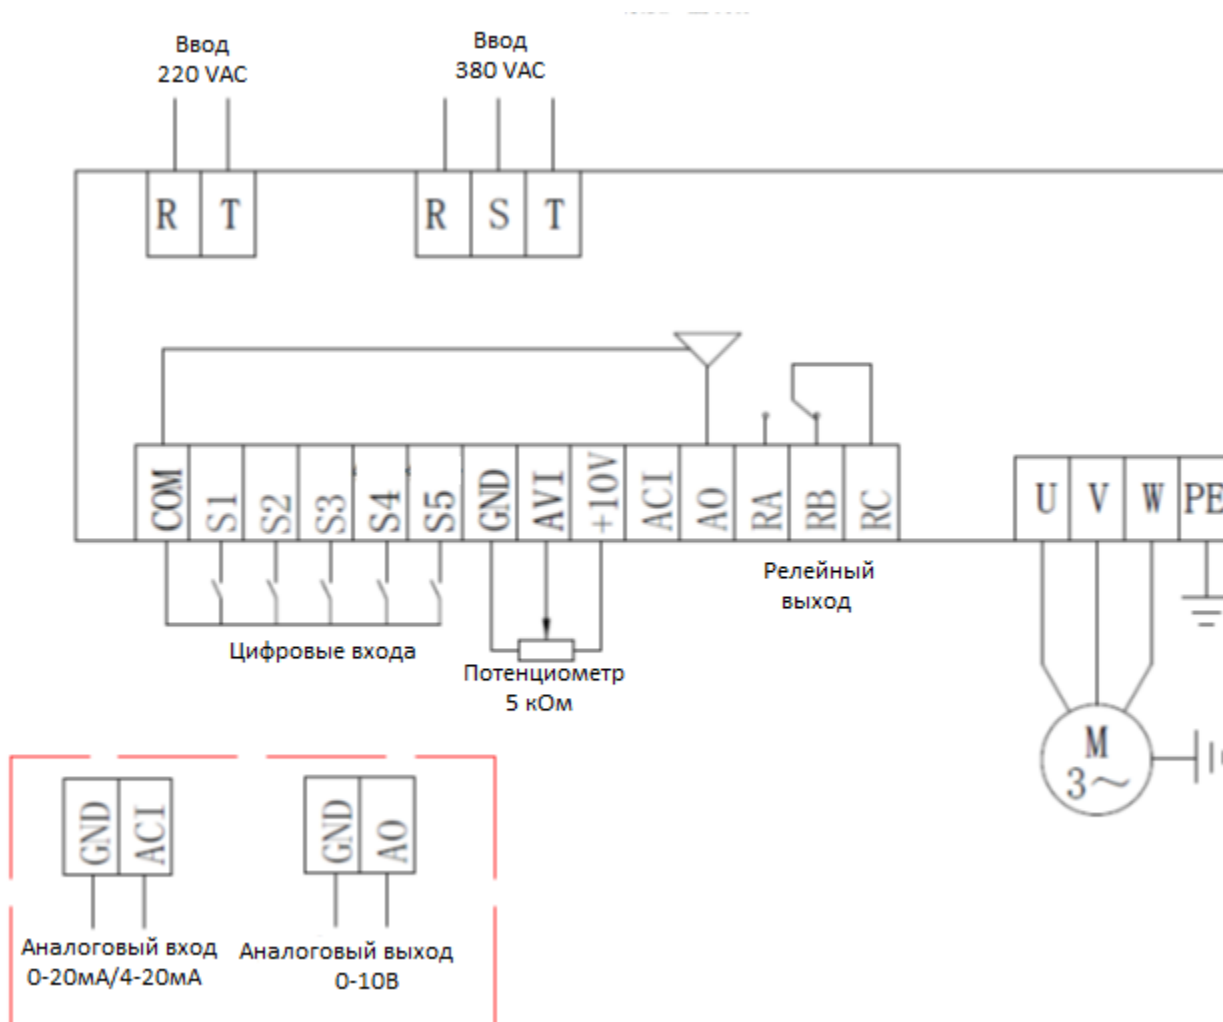 Ввод
220 VAC
Ввод
380 VAC
R T
R S T
COM S1 S2 S3 S4 S5 GND AVI +10V ACI AO RA RB RC
U V W PE
Релейный
выход
Цифровые входа
Потенциометр
5 кОм
M
3~
GND ACI
GND AO
Аналоговый вход
0-20мА/4-20мА
Аналоговый выход
0-10В